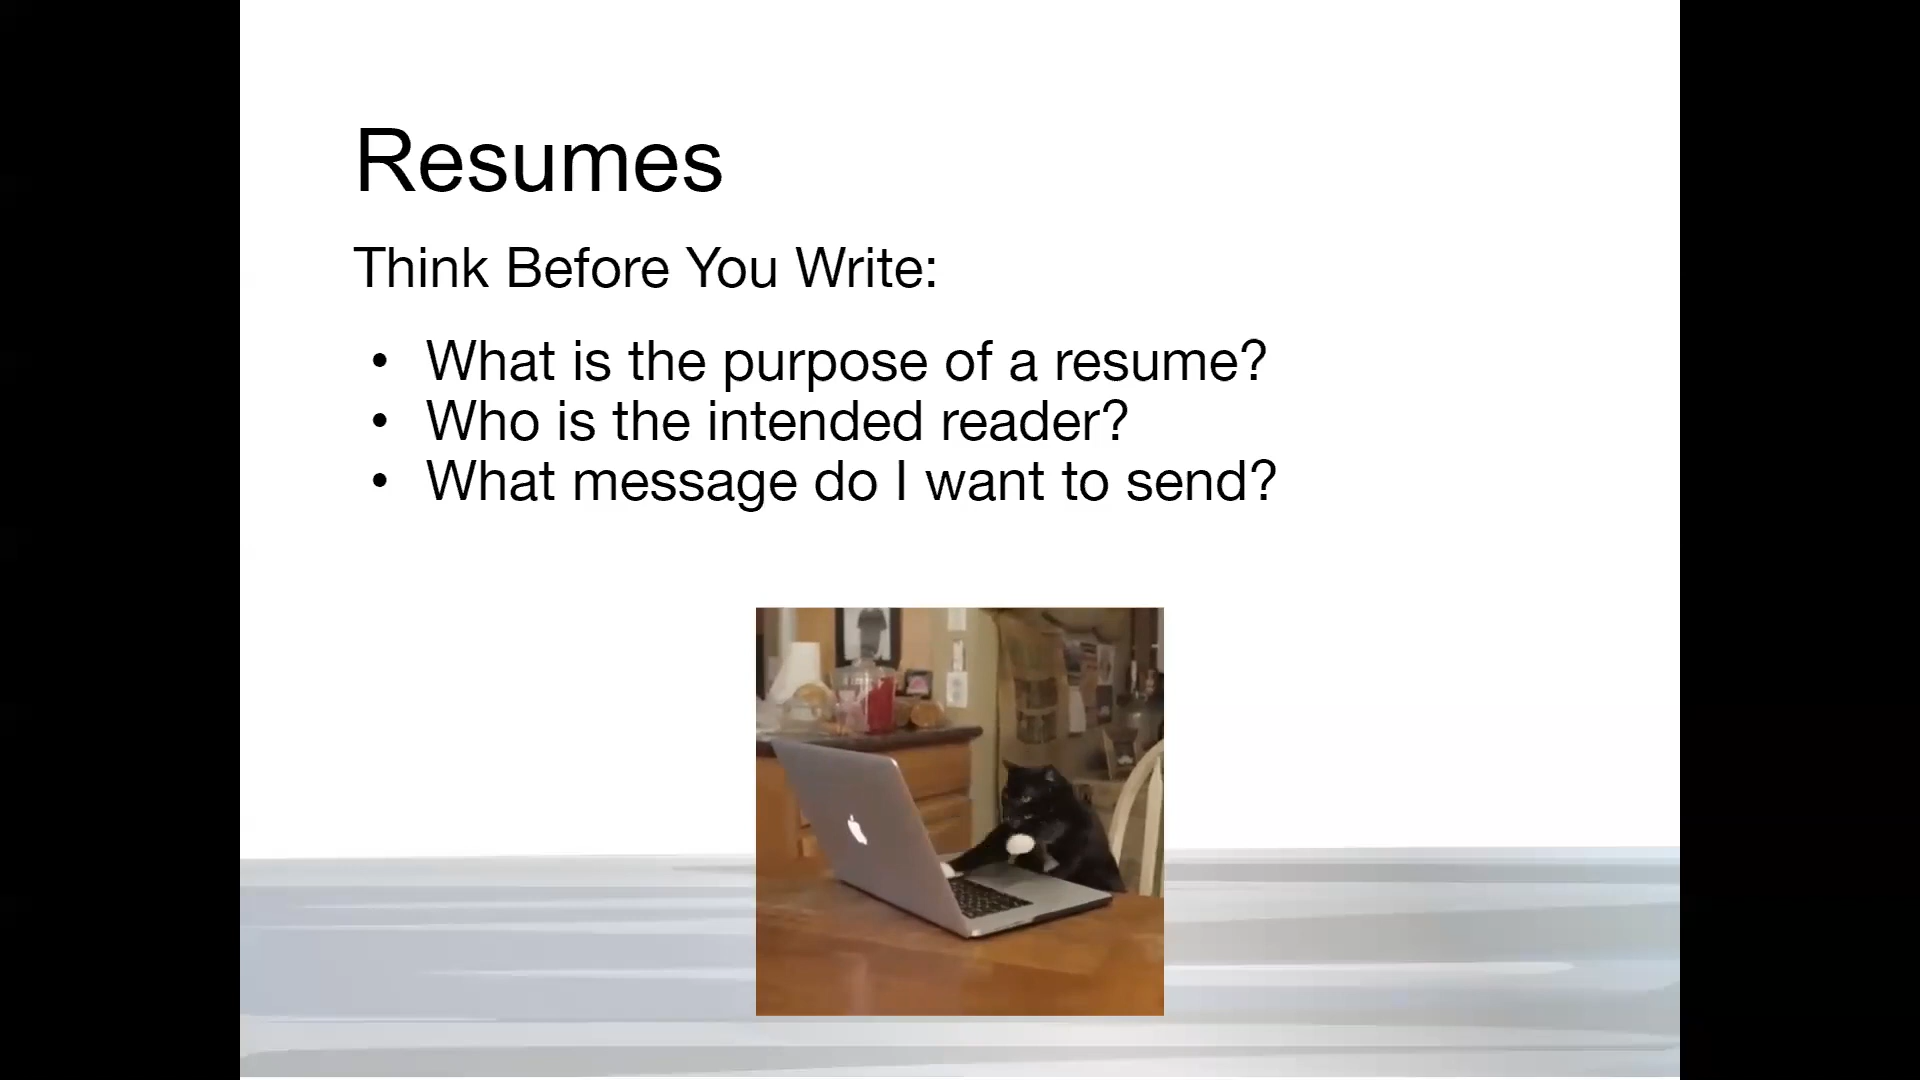 Resumes
Think Before You Write:
• What is the purpose of a resume?
• Who is the intended reader?
• What message do I want to send?